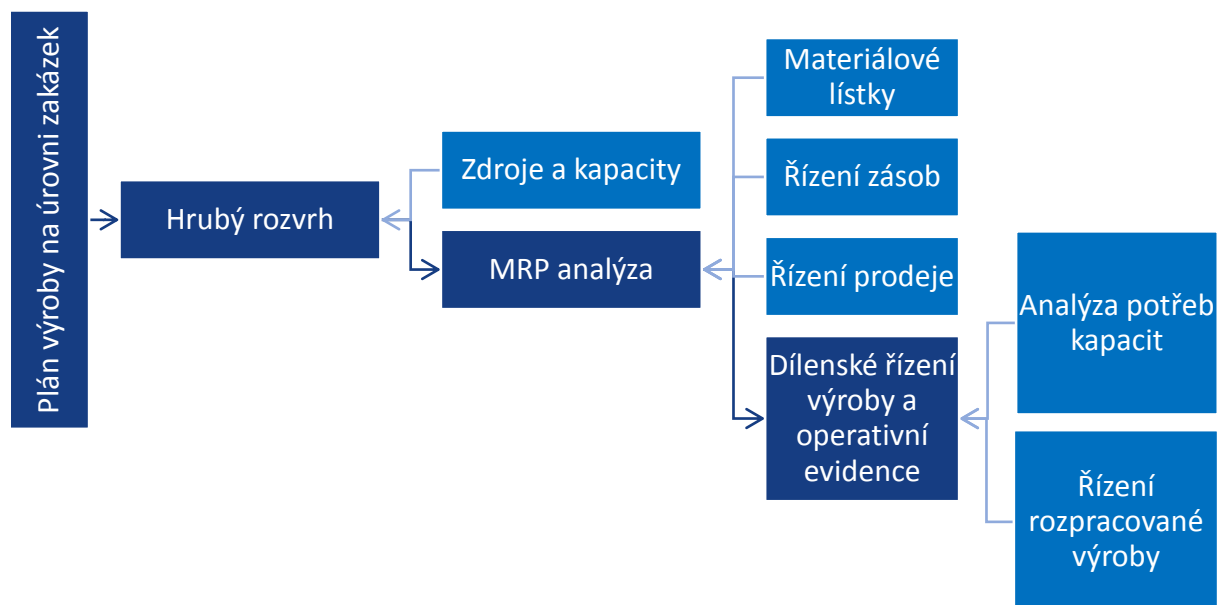 Plán výroby na úrovni zakázek
Hrubý rozvrh
Zdroje a kapacity
MRP analýza
Materiálové
lístky
Řízení zásob
Řízení prodeje
Dílenské řízení
výroby a
operativní
evidence
Analýza potřeb
kapacit
Řízení
rozpracované
výroby